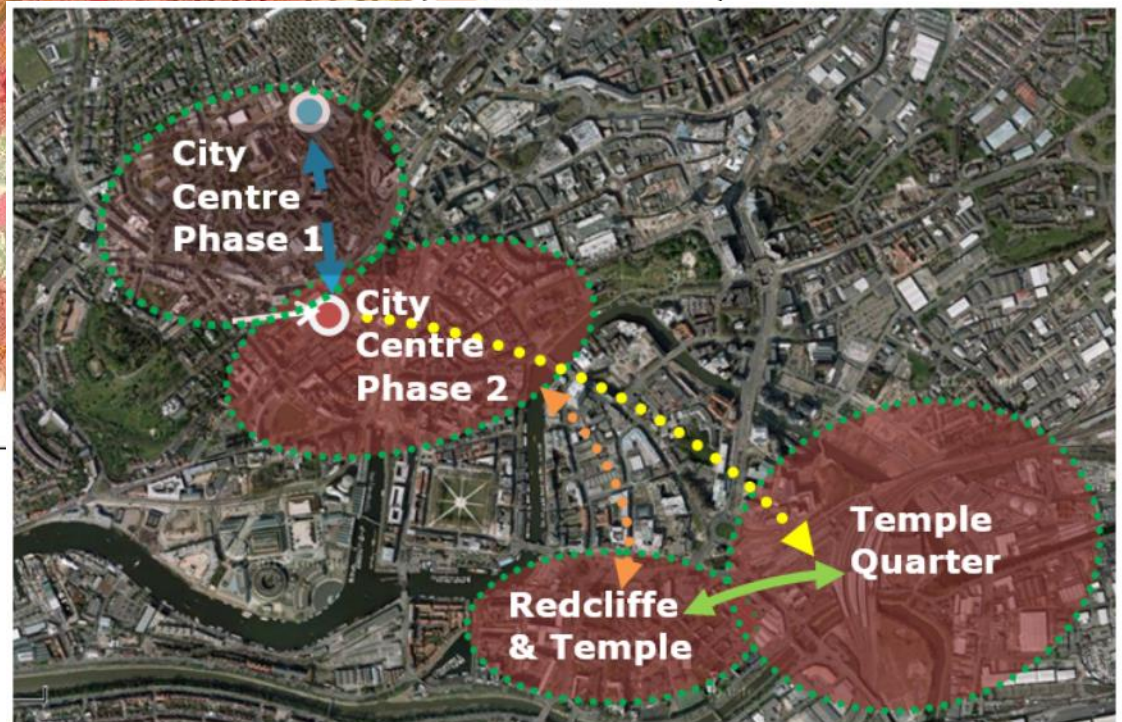 City
Centre
Phase 1
City
Centre
Phase 2
Temple
Quarter
Redcliffe
& Temple